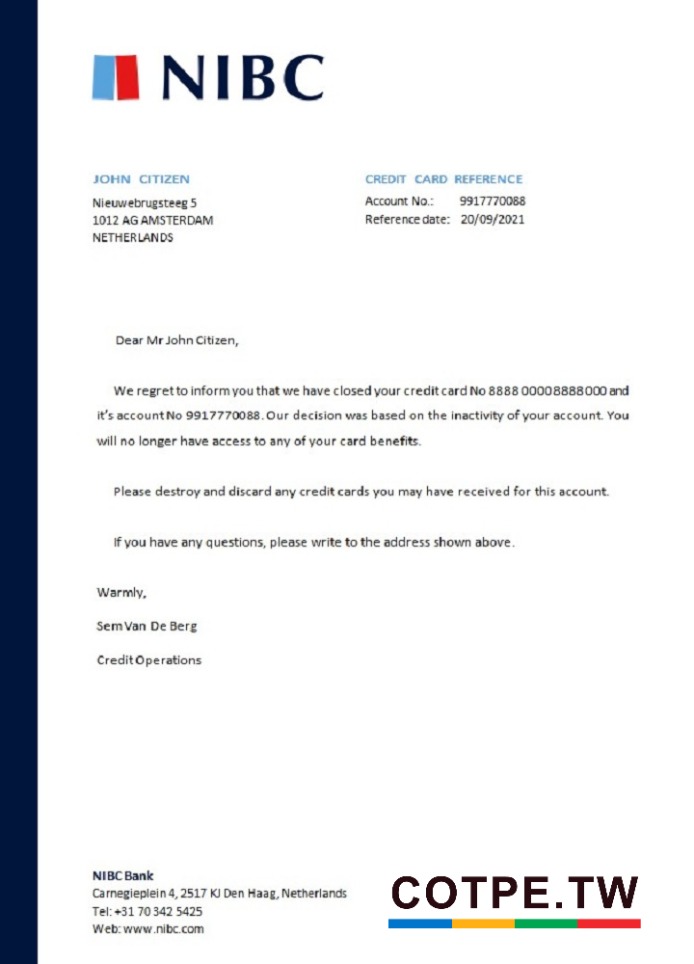 NIBC
JOHN CITIZEN
Nieuwebrugsteeg 5
1012 AG AMSTERDAM
NETHERLANDS
CREDIT CARD REFERENCE
Account No.: 9917770088
Reference date: 20/09/2021
Dear Mr John Citizen,
We regret to inform you that we have closed your credit card No 8888 00008888000 and
it's account No 9917770088. Our decision was based on the inactivity of your account. You
will no longer have access to any of your card benefits.
Please destroy and discard any credit cards you may have received for this account.
If you have any questions, please write to the address shown above.
Warmly,
Sem Van De Berg
Credit Operations
NIBC Bank
Carnegieplein 4, 2517 KJ Den Haag, Netherlands
Tel: +31 70 342 5425
Web: www.nibc.com
COTPE.TW